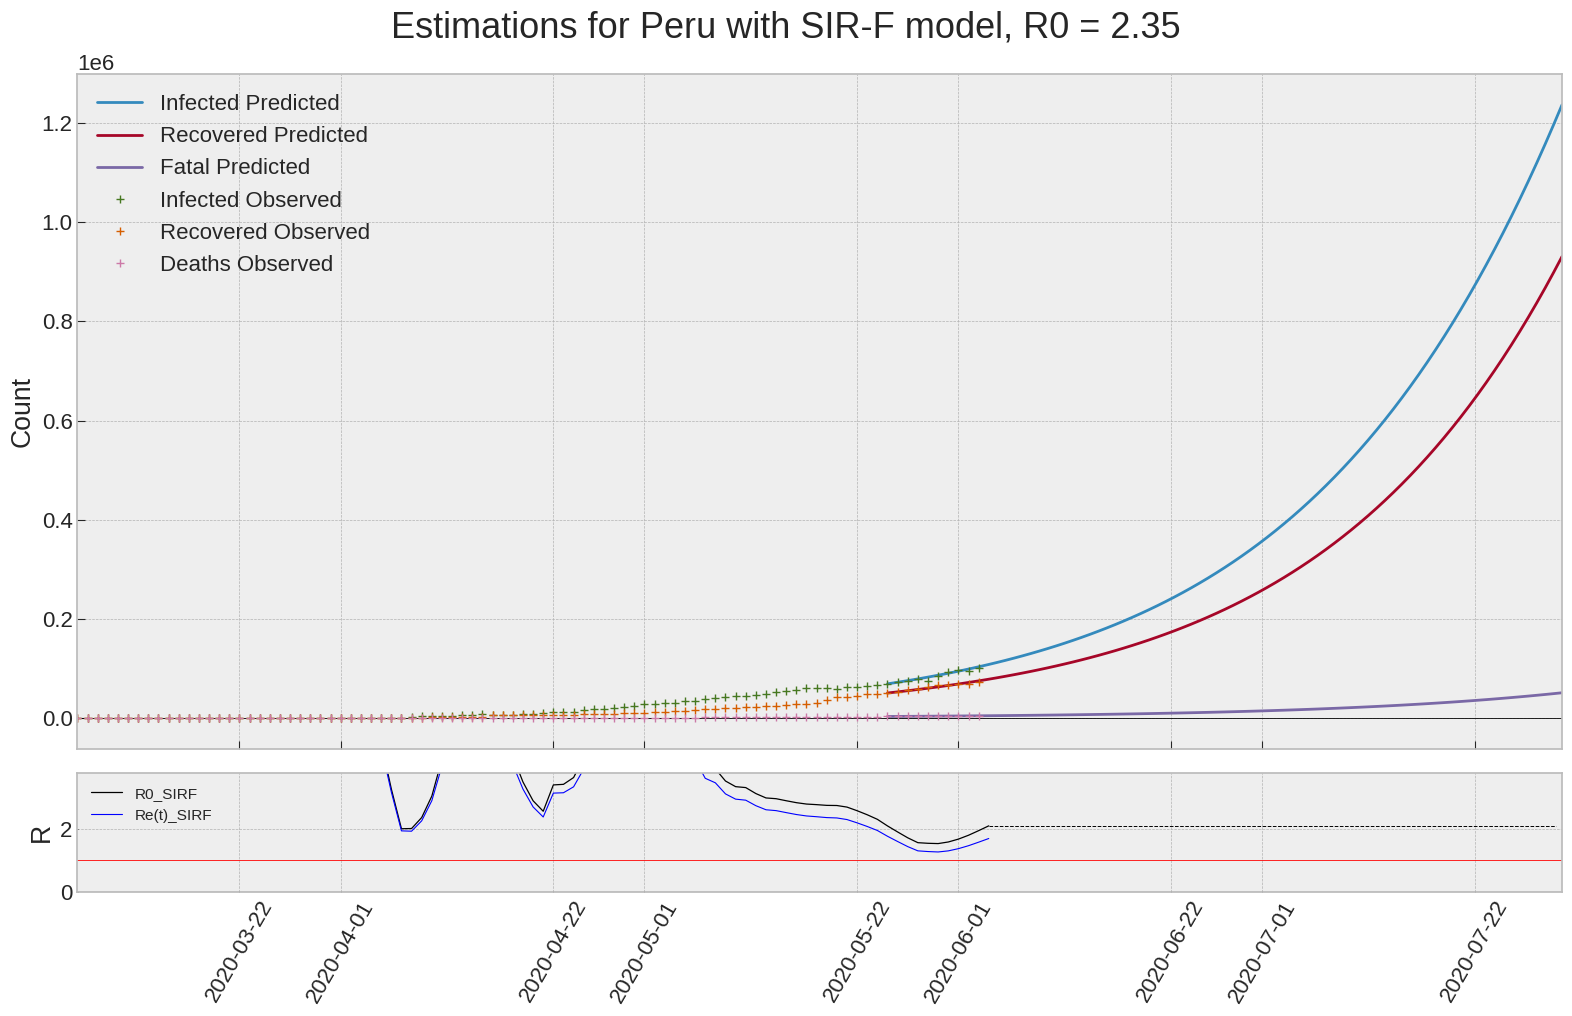 Estimations for Peru with SIR-F model, R0 = 2.35
1e6
Infected Predicted
Recovered Predicted
Fatal Predicted
Infected Observed
Recovered Observed
Deaths Observed
1.2
1.0
0.8
0.6
0.4
0.2
0.0
Count
R0_SIRF
Re(t)_SIRF
2
0
R
2020-03-22
2020-04-01
2020-04-22
2020-05-01
2020-05-22
2020-06-01
2020-06-22
2020-07-01
2020-07-22